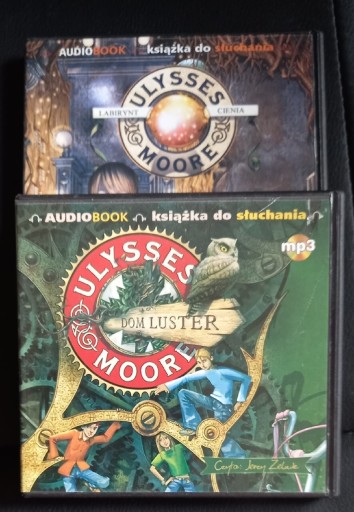 AUDIOBOOK książka do słuchania
ULYSSES
LABIRYNT CIENIA
MOORE
AUDIOBOOK książka do słuchania
mp3
ULYSSES
DOM LUSTER
MOORE
Czyta: Jerzy Zelnik